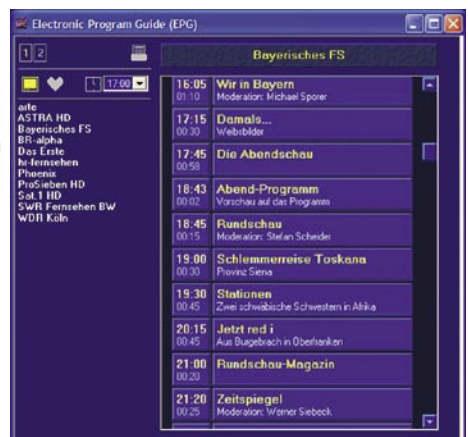 Electronic Program Guide (EPG)
1 2
Bayerisches FS
17:00
arte
ASTRA HD
Bayerisches FS
BR-alpha
Das Erste
hr-fernsehen
Phoenix
ProSieben HD
Sat.1 HD
SWR Fernsehen BW
WDR Köln
16:05 Wir in Bayern
01:10 Moderation: Michael Sporer
17:15 Damals...
00:30 Weibsbilder
17:45 Die Abendschau
00:58
18:43 Abend-Programm
00:02 Vorschau auf das Programm
18:45 Rundschau
00:15 Moderation: Stefan Scheider
19:00 Schlemmerreise Toskana
00:30 Provinz Siena
19:30 Stationen
00:45 Zwei schwäbische Schwestern in Afrika
20:15 Jetzt red i
00:45 Aus Burgebrach in Oberfranken
21:00 Rundschau-Magazin
00:20
21:20 Zeitspiegel
00:25 Moderation: Werner Siebeck